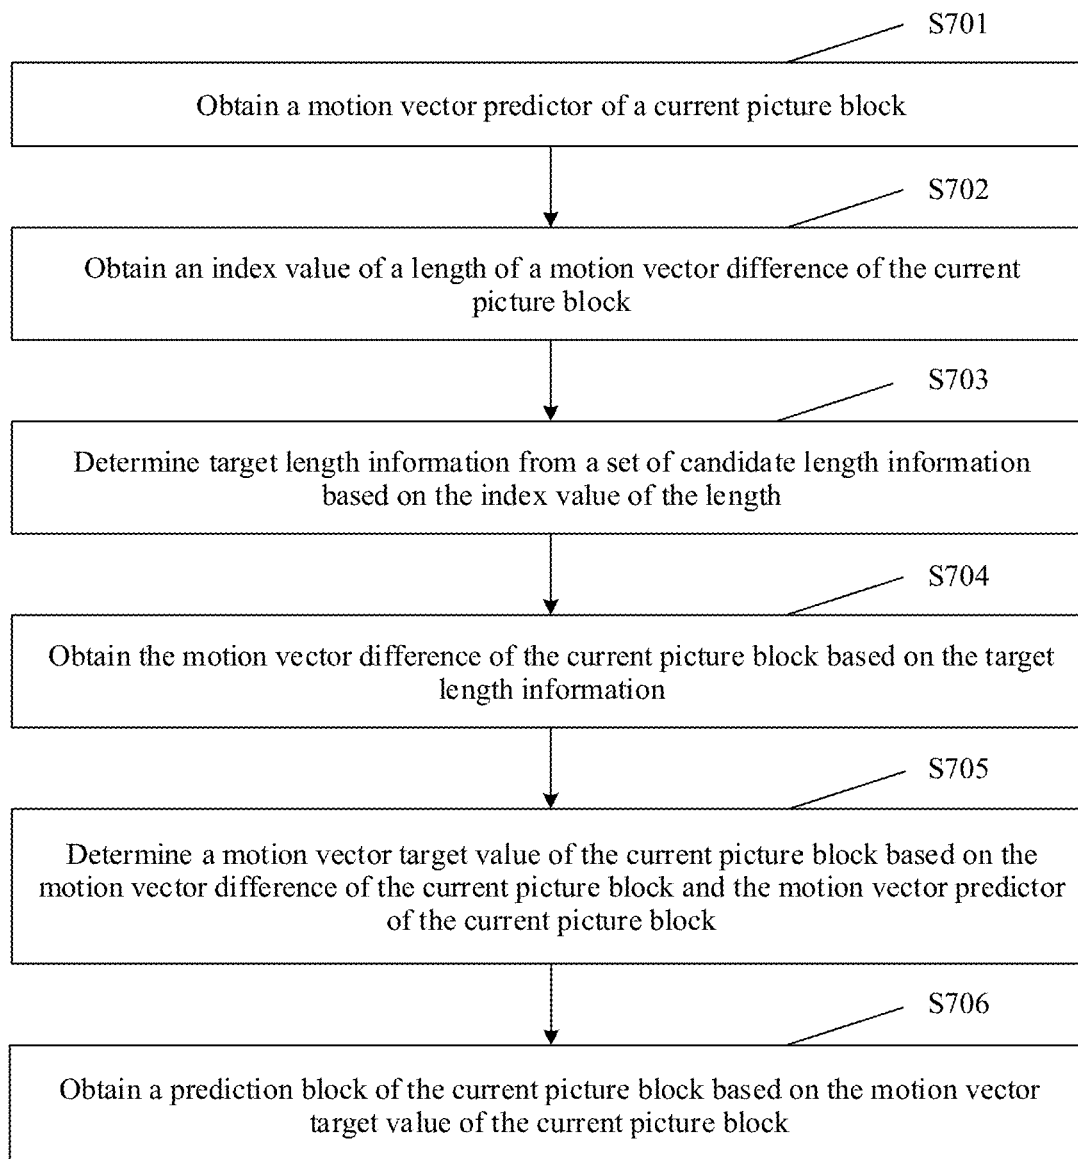 S701
Obtain a motion vector predictor of a current picture block
S702
Obtain an index value of a length of a motion vector difference of the current
picture block
S703
Determine target length information from a set of candidate length information
based on the index value of the length
S704
Obtain the motion vector difference of the current picture block based on the target
length information
S705
Determine a motion vector target value of the current picture block based on the
motion vector difference of the current picture block and the motion vector predictor
of the current picture block
S706
Obtain a prediction block of the current picture block based on the motion vector
target value of the current picture block